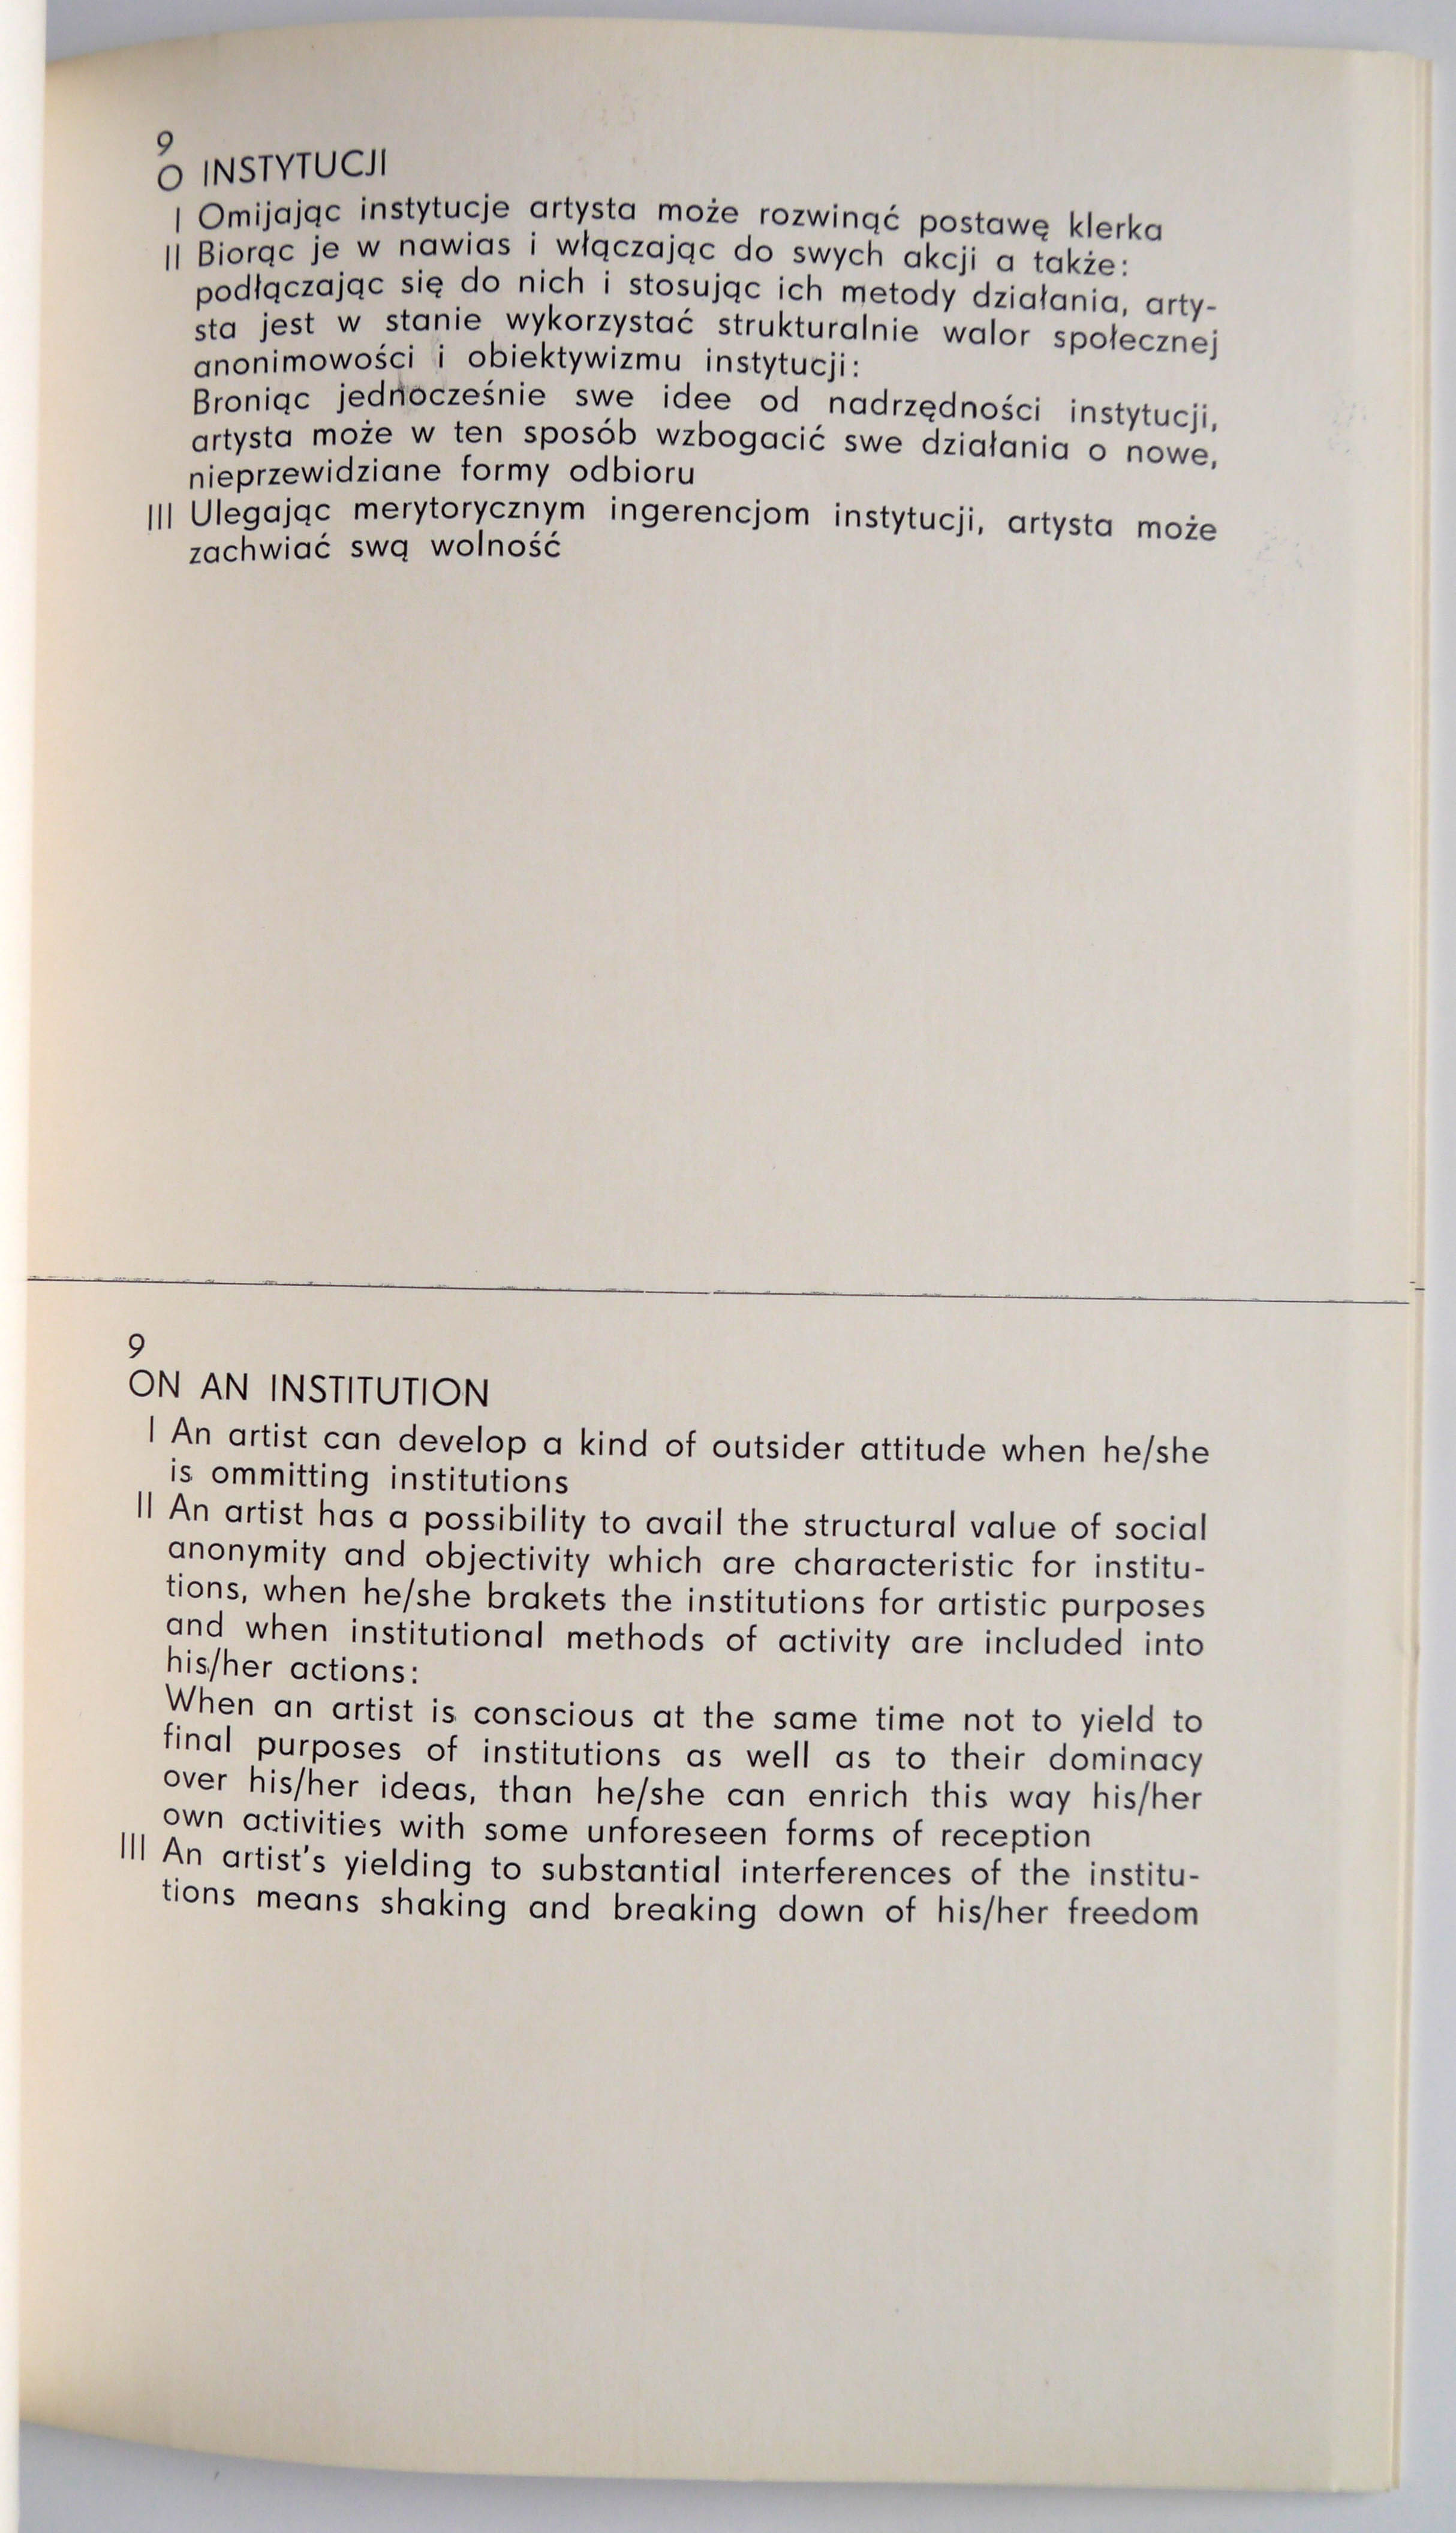 9
O INSTYTUCJI
I Omijając instytucje artysta może rozwinąć postawę klerka
II Biorąc je w nawias i włączając do swych akcji a także:
podłączając się do nich i stosując ich metody działania, arty-
sta jest w stanie wykorzystać strukturalnie walor społecznej
anonimowości i obiektywizmu instytucji:
Broniąc jednocześnie swe idee od nadrzędności instytucji,
artysta może w ten sposób wzbogacić swe działania o nowe,
nieprzewidziane formy odbioru
III Ulegając merytorycznym ingerencjom instytucji, artysta może
zachwiać swą wolność
9
ON AN INSTITUTION
I An artist can develop a kind of outsider attitude when he/she
is ommitting institutions
II An artist has a possibility to avail the structural value of social
anonymity and objectivity which are characteristic for institu-
tions, when he/she brakets the institutions for artistic purposes
and when institutional methods of activity are included into
his/her actions:
When an artist is conscious at the same time not to yield to
final purposes of institutions as well as to their dominacy
over his/her ideas, than he/she can enrich this way his/her
own activities with some unforeseen forms of reception
III An artist's yielding to substantial interferences of the institu-
tions means shaking and breaking down of his/her freedom